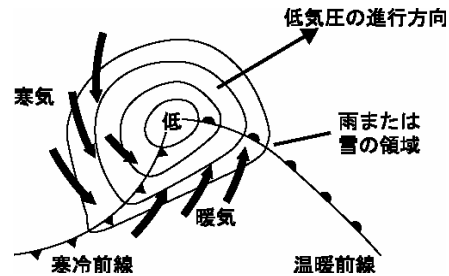 低気圧の進行方向
寒気
低
雨または
雪の領域
暖気
寒冷前線
温暖前線